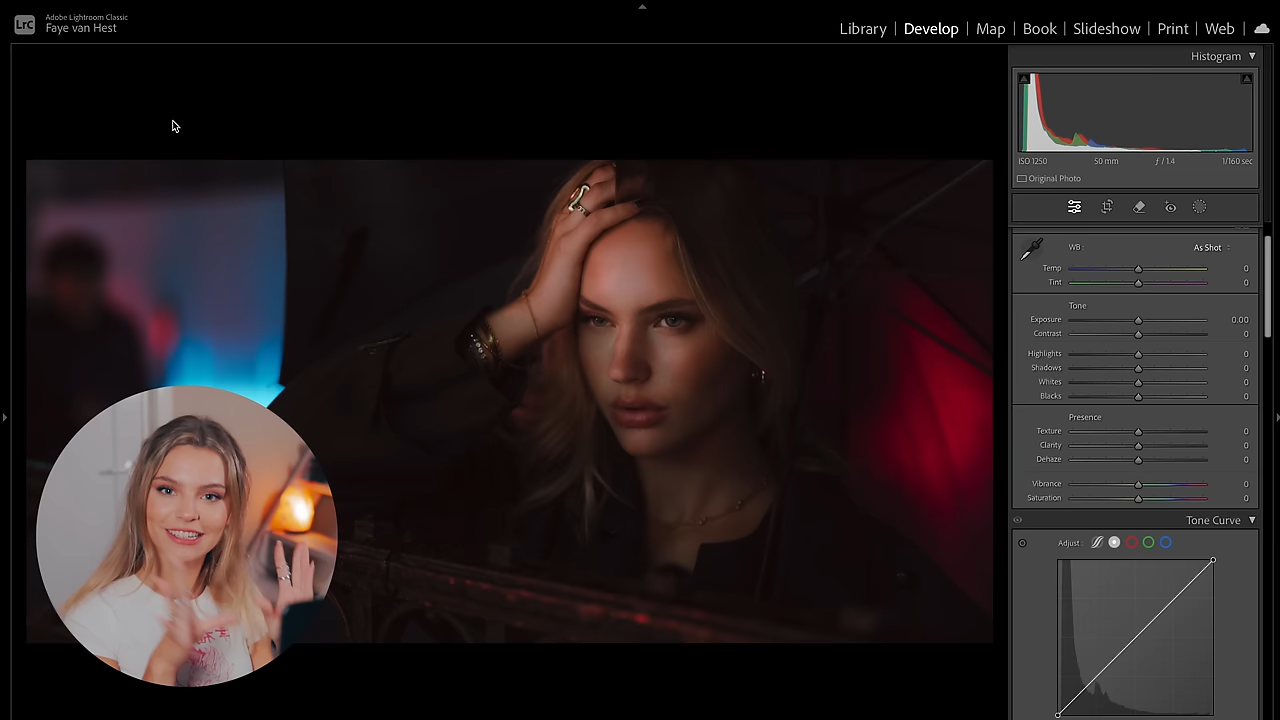 Lrc
Adobe Lightroom Classic
Faye van Hest
Library | Develop | Map | Book | Slideshow | Print | Web
Histogram
ISO 1250 50 mm ƒ / 1.4 1/160 sec
Original Photo
WB : As Shot
Temp 0
Tint 0
Tone
Exposure 0.00
Contrast 0
Highlights 0
Shadows 0
Whites 0
Blacks 0
Presence
Texture 0
Clarity 0
Dehaze 0
Vibrance 0
Saturation 0
Tone Curve
Adjust :